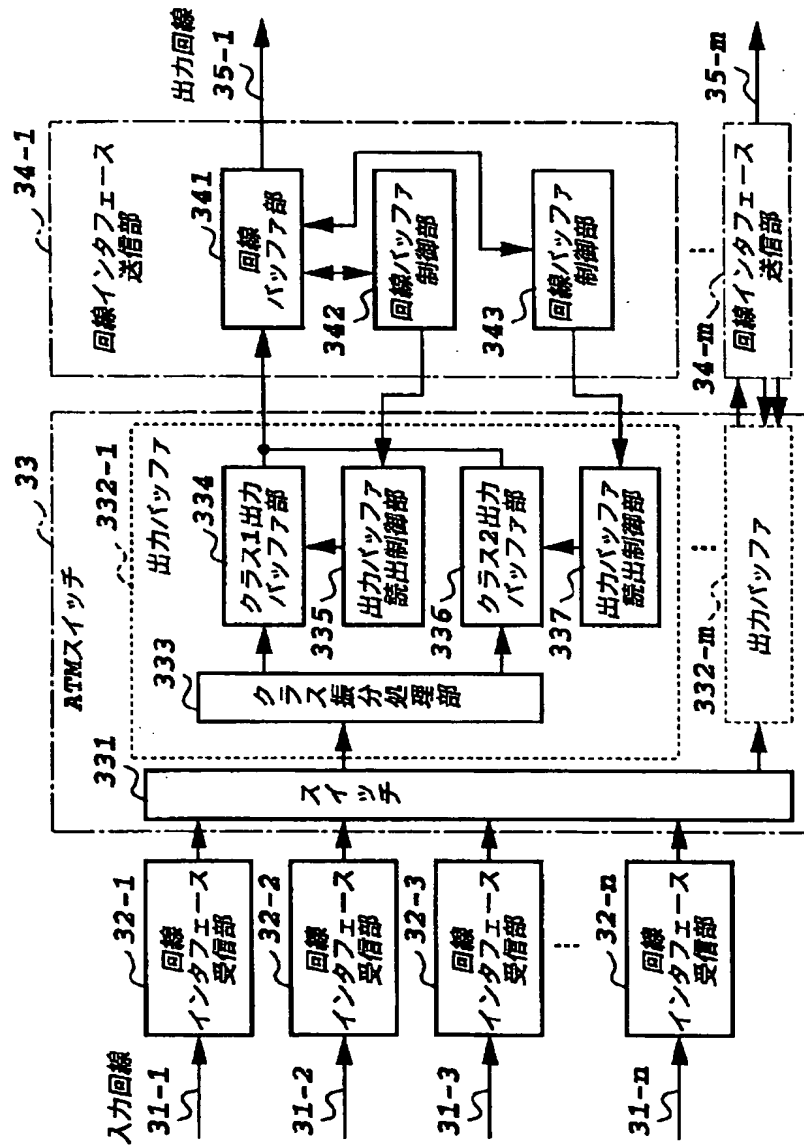 入力回線
31-1
32-1
回線
インタフェース
受信部
31-2
32-2
回線
インタフェース
受信部
31-3
32-3
回線
インタフェース
受信部
31-n
32-n
回線
インタフェース
受信部
33
ATMスイッチ
331
スイッチ
332-1
出力バッファ
333
クラス振分処理部
334
クラス1出力
バッファ部
335
出力バッファ
読出制御部
336
クラス2出力
バッファ部
337
出力バッファ
読出制御部
332-m
出力バッファ
34-1
回線インタフェース
送信部
341
回線
バッファ部
342
回線バッファ
制御部
343
回線バッファ
制御部
34-m
回線インタフェース
送信部
出力回線
35-1
35-m